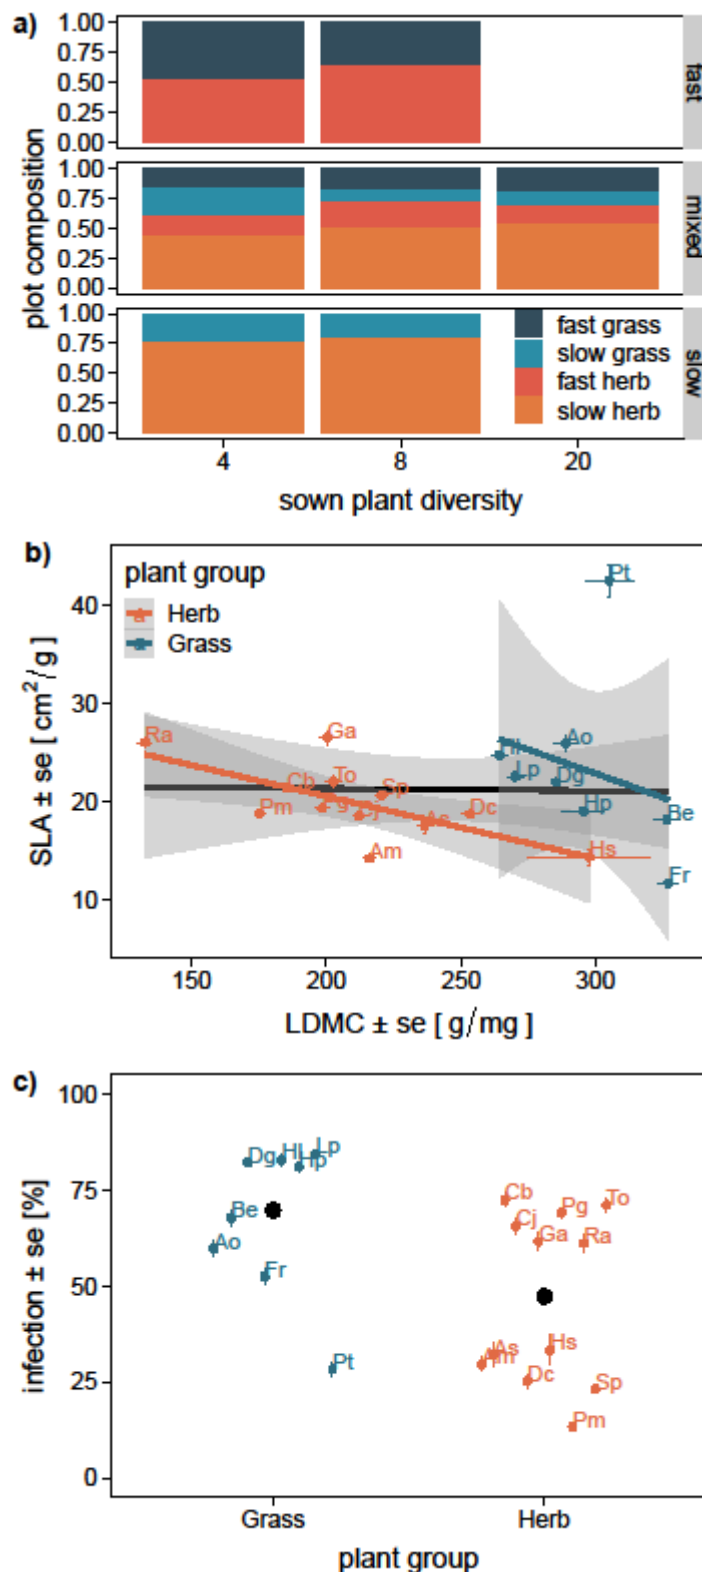 a)
1.00
0.75
0.50
0.25
0.00
fast
1.00
0.75
0.50
0.25
0.00
mixed
1.00
0.75
0.50
0.25
0.00
slow
plot composition
fast grass
slow grass
fast herb
slow herb
4 8 20
sown plant diversity
b)
plant group
Herb
Grass
Pt
Ra
Ga
Ao
Lp
Dg
Cb
To
Sp
Hp
Pm
Cj
As
Dc
Be
Am
Hs
Fr
40
30
20
10
SLA ± se [ cm²/g ]
150 200 250 300
LDMC ± se [ g/mg ]
c)
100
75
50
25
0
infection ± se [%]
Dg
Hl
Hp
Lp
Be
Ao
Fr
Pt
Cb
Cj
Pg
To
Ga
Ra
As
Am
Hs
Dc
Sp
Pm
Grass Herb
plant group